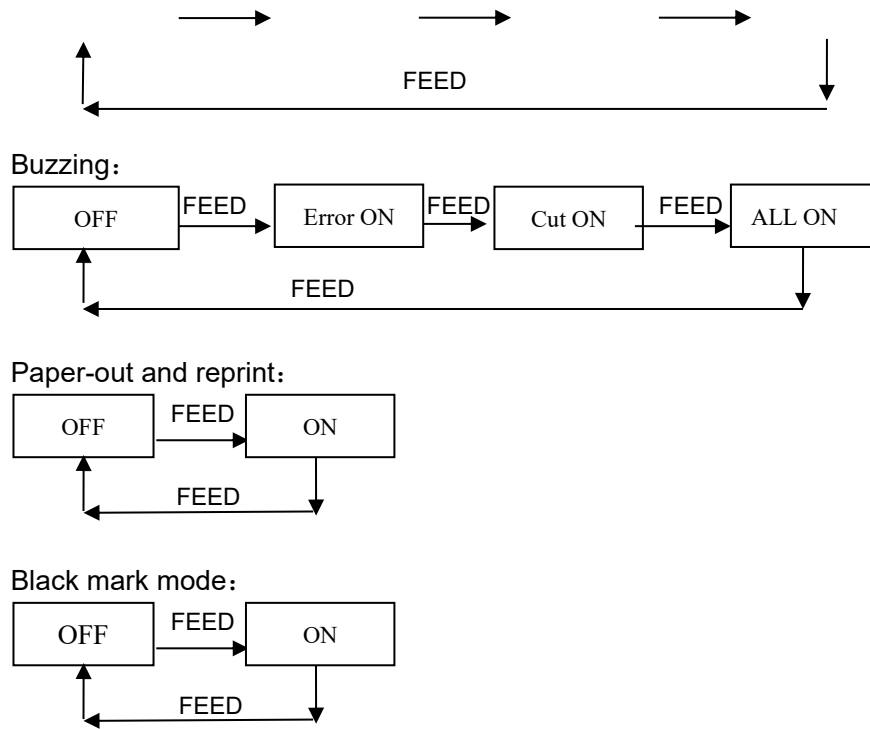 FEED
Buzzing：
OFF FEED Error ON FEED Cut ON FEED ALL ON
FEED
Paper-out and reprint：
OFF FEED ON
FEED
Black mark mode：
OFF FEED ON
FEED